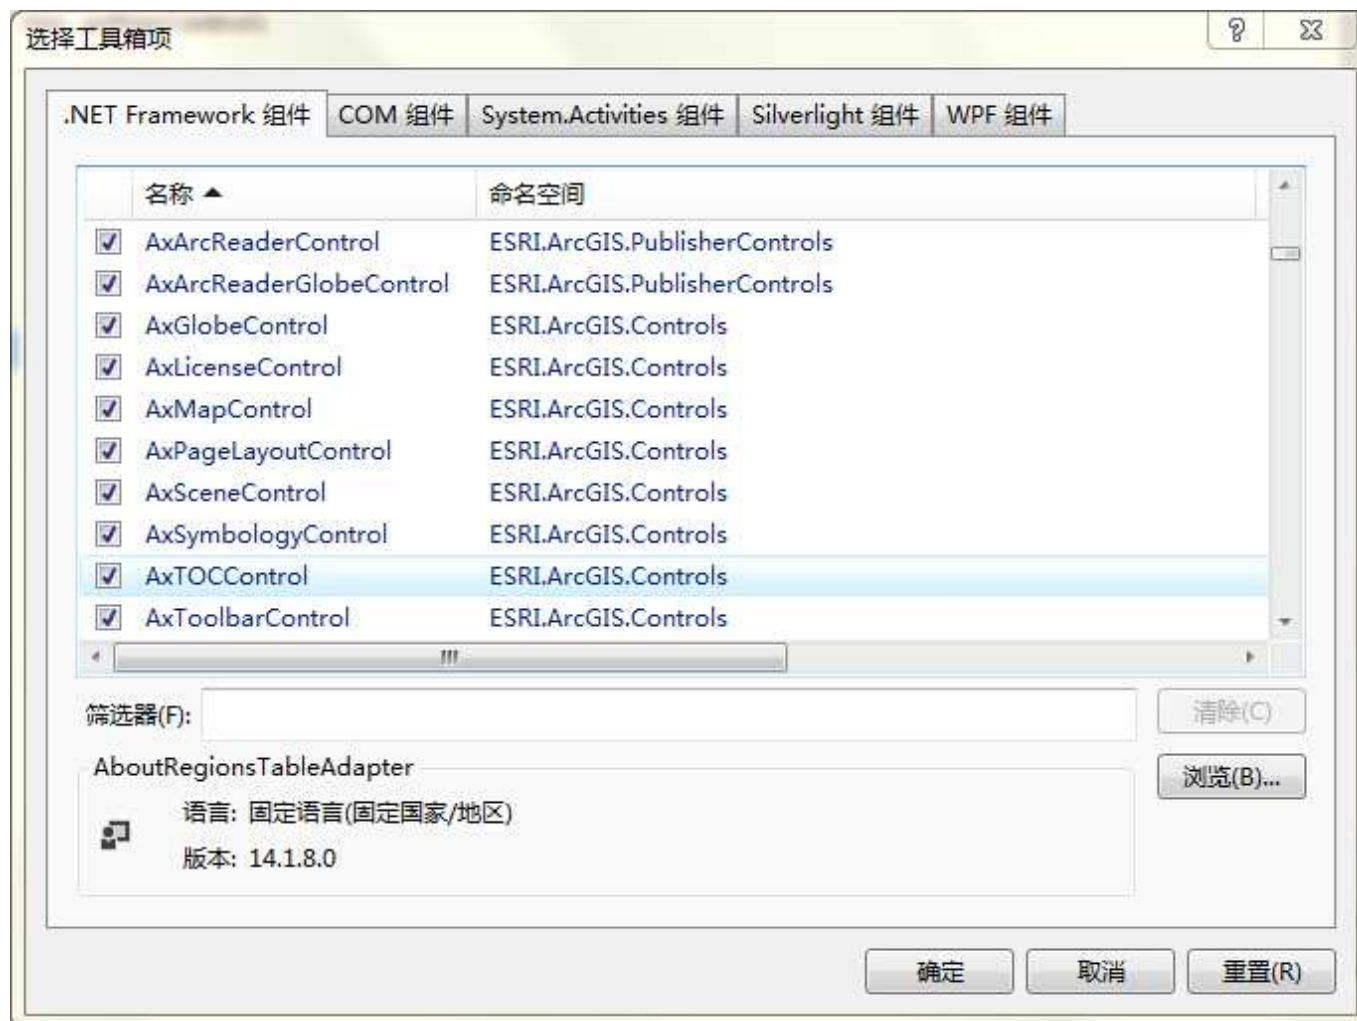 选择工具箱项
.NET Framework 组件 COM 组件 System.Activities 组件 Silverlight 组件 WPF 组件
名称 命名空间
AxArcReaderControl ESRI.ArcGIS.PublisherControls
AxArcReaderGlobeControl ESRI.ArcGIS.PublisherControls
AxGlobeControl ESRI.ArcGIS.Controls
AxLicenseControl ESRI.ArcGIS.Controls
AxMapControl ESRI.ArcGIS.Controls
AxPageLayoutControl ESRI.ArcGIS.Controls
AxSceneControl ESRI.ArcGIS.Controls
AxSymbologyControl ESRI.ArcGIS.Controls
AxTOCControl ESRI.ArcGIS.Controls
AxToolbarControl ESRI.ArcGIS.Controls
筛选器(F): 清除(C)
AboutRegionsTableAdapter
浏览(B)...
语言: 固定语言(固定国家/地区)
版本: 14.1.8.0
确定 取消 重置(R)